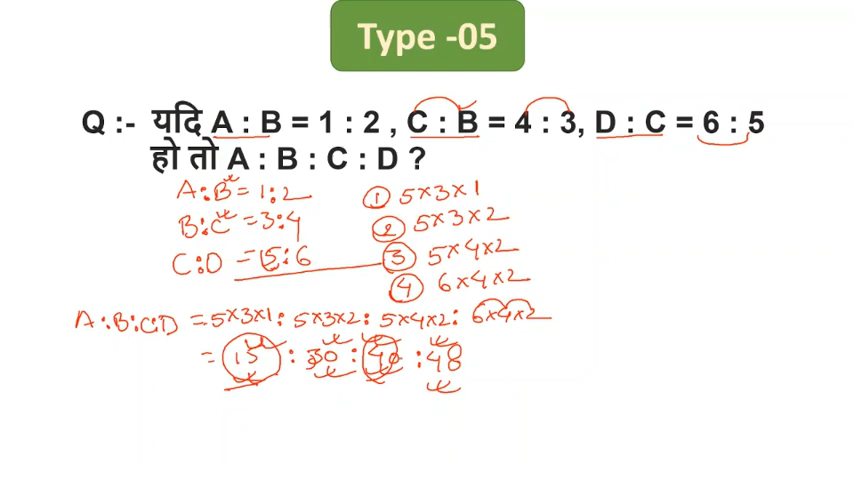 Type -05
Q :- यदि A : B = 1 : 2 , C : B = 4 : 3, D : C = 6 : 5
हो तो A : B : C : D ?
A:B = 1:2
① 5×3×1
B:C = 3:4
② 5×3×2
C:D = 5:6
③ 5×4×2
④ 6×4×2
A:B:C:D = 5×3×1: 5×3×2: 5×4×2: 6×4×2
= 15 : 30 : 40 : 48